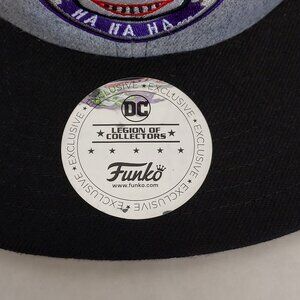 HA HA HA...
EXCLUSIVE EXCLUSIVE EXCLUSIVE EXCLUSIVE
DC
LEGION OF
COLLECTORS
Funko
www.funko.com